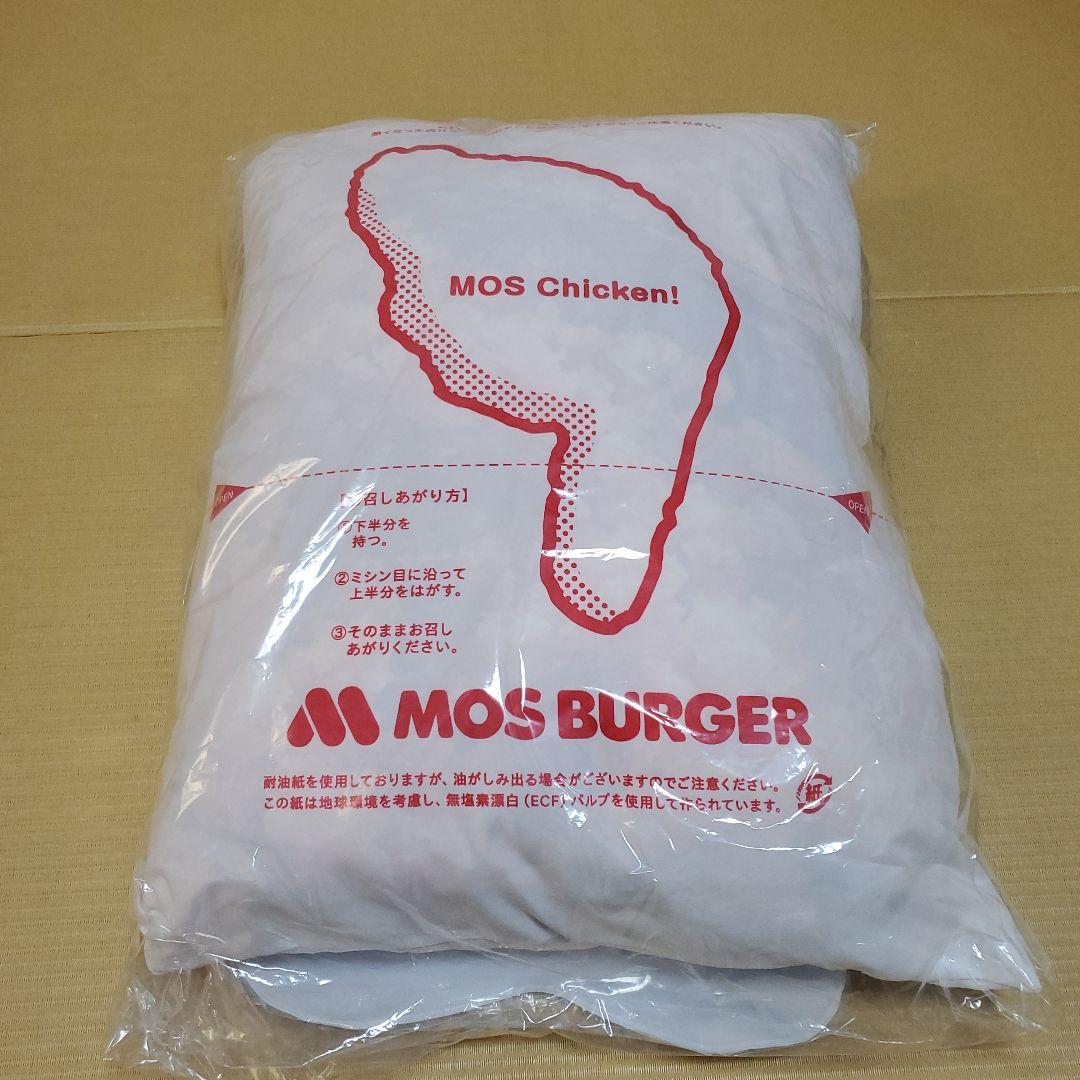 MOS Chicken!
OPEN
OPEN
召しあがり方】
①下半分を
持つ。
②ミシン目に沿って
上半分をはがす。
③そのままお召し
あがりください。
MOS BURGER
耐油紙を使用しておりますが、油がしみ出る場合がございますのでご注意ください。
この紙は地球環境を考慮し、無塩素漂白(ECF)パルプを使用して作られています。
紙